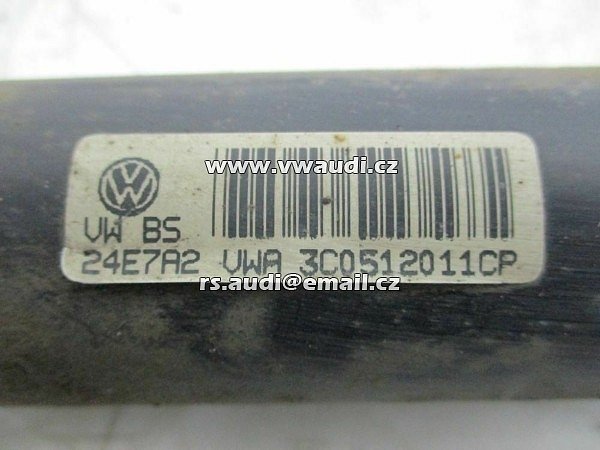 www.vwaudi.cz
VW BS
24E7A2 VWA 3C0512011CP
rs.audi@email.cz